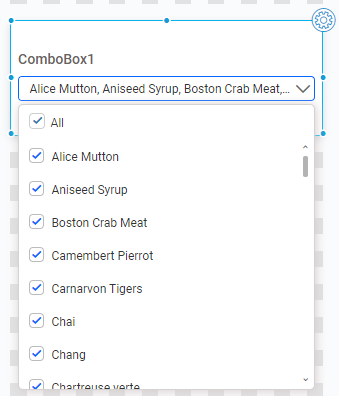 ComboBox1
Alice Mutton, Aniseed Syrup, Boston Crab Meat,...
All
Alice Mutton
Aniseed Syrup
Boston Crab Meat
Camembert Pierrot
Carnarvon Tigers
Chai
Chang
Chartreuse verte